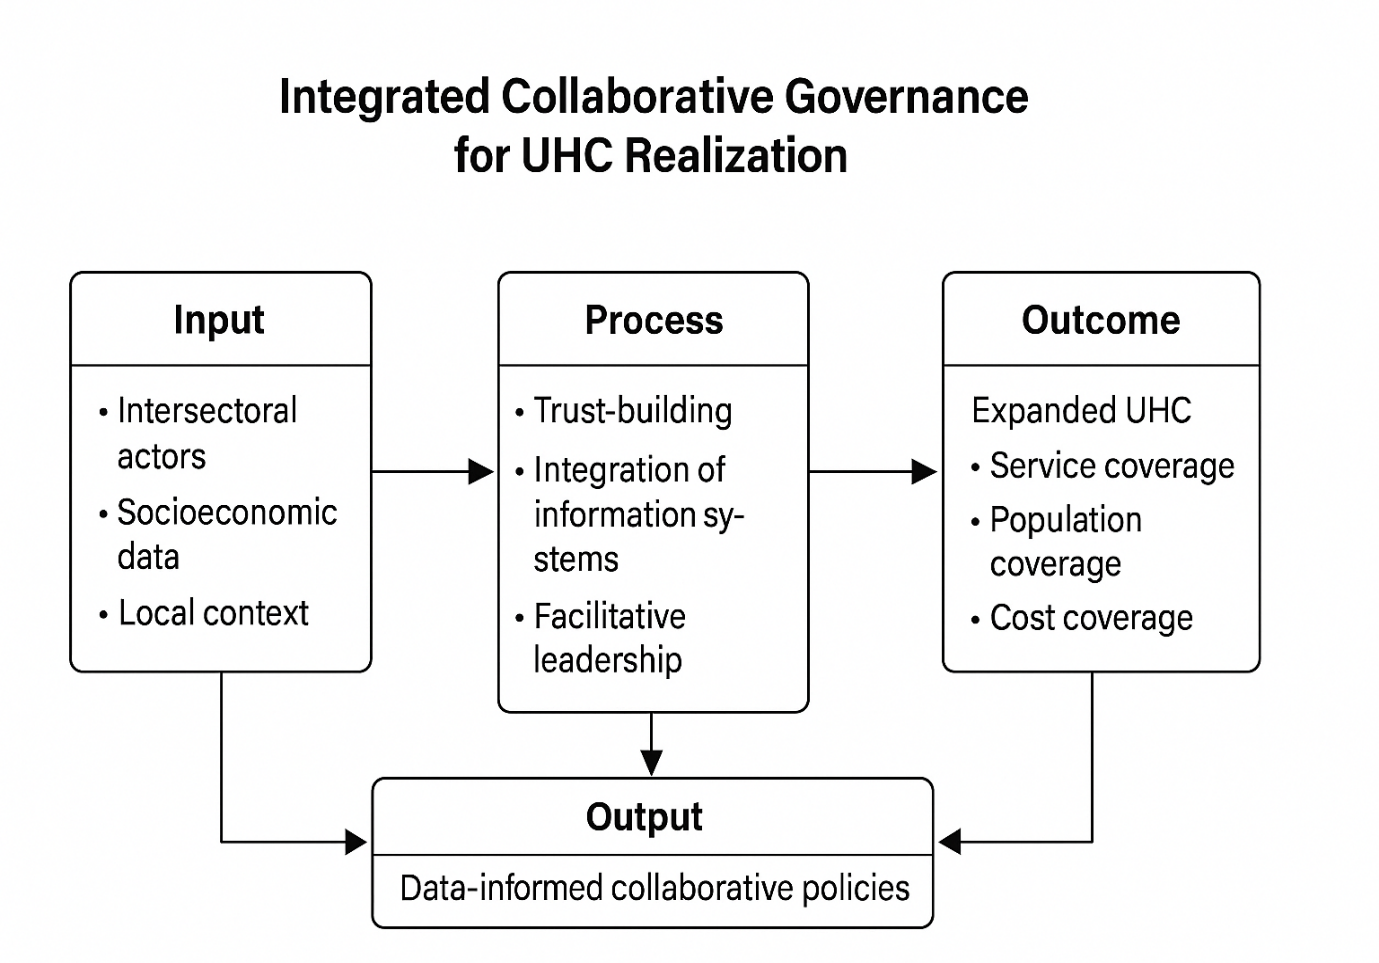 Integrated Collaborative Governance
for UHC Realization
Input
• Intersectoral
actors
• Socioeconomic
data
• Local context
Process
• Trust-building
• Integration of
information sy-
stems
• Facilitative
leadership
Outcome
Expanded UHC
• Service coverage
• Population
coverage
• Cost coverage
Output
Data-informed collaborative policies